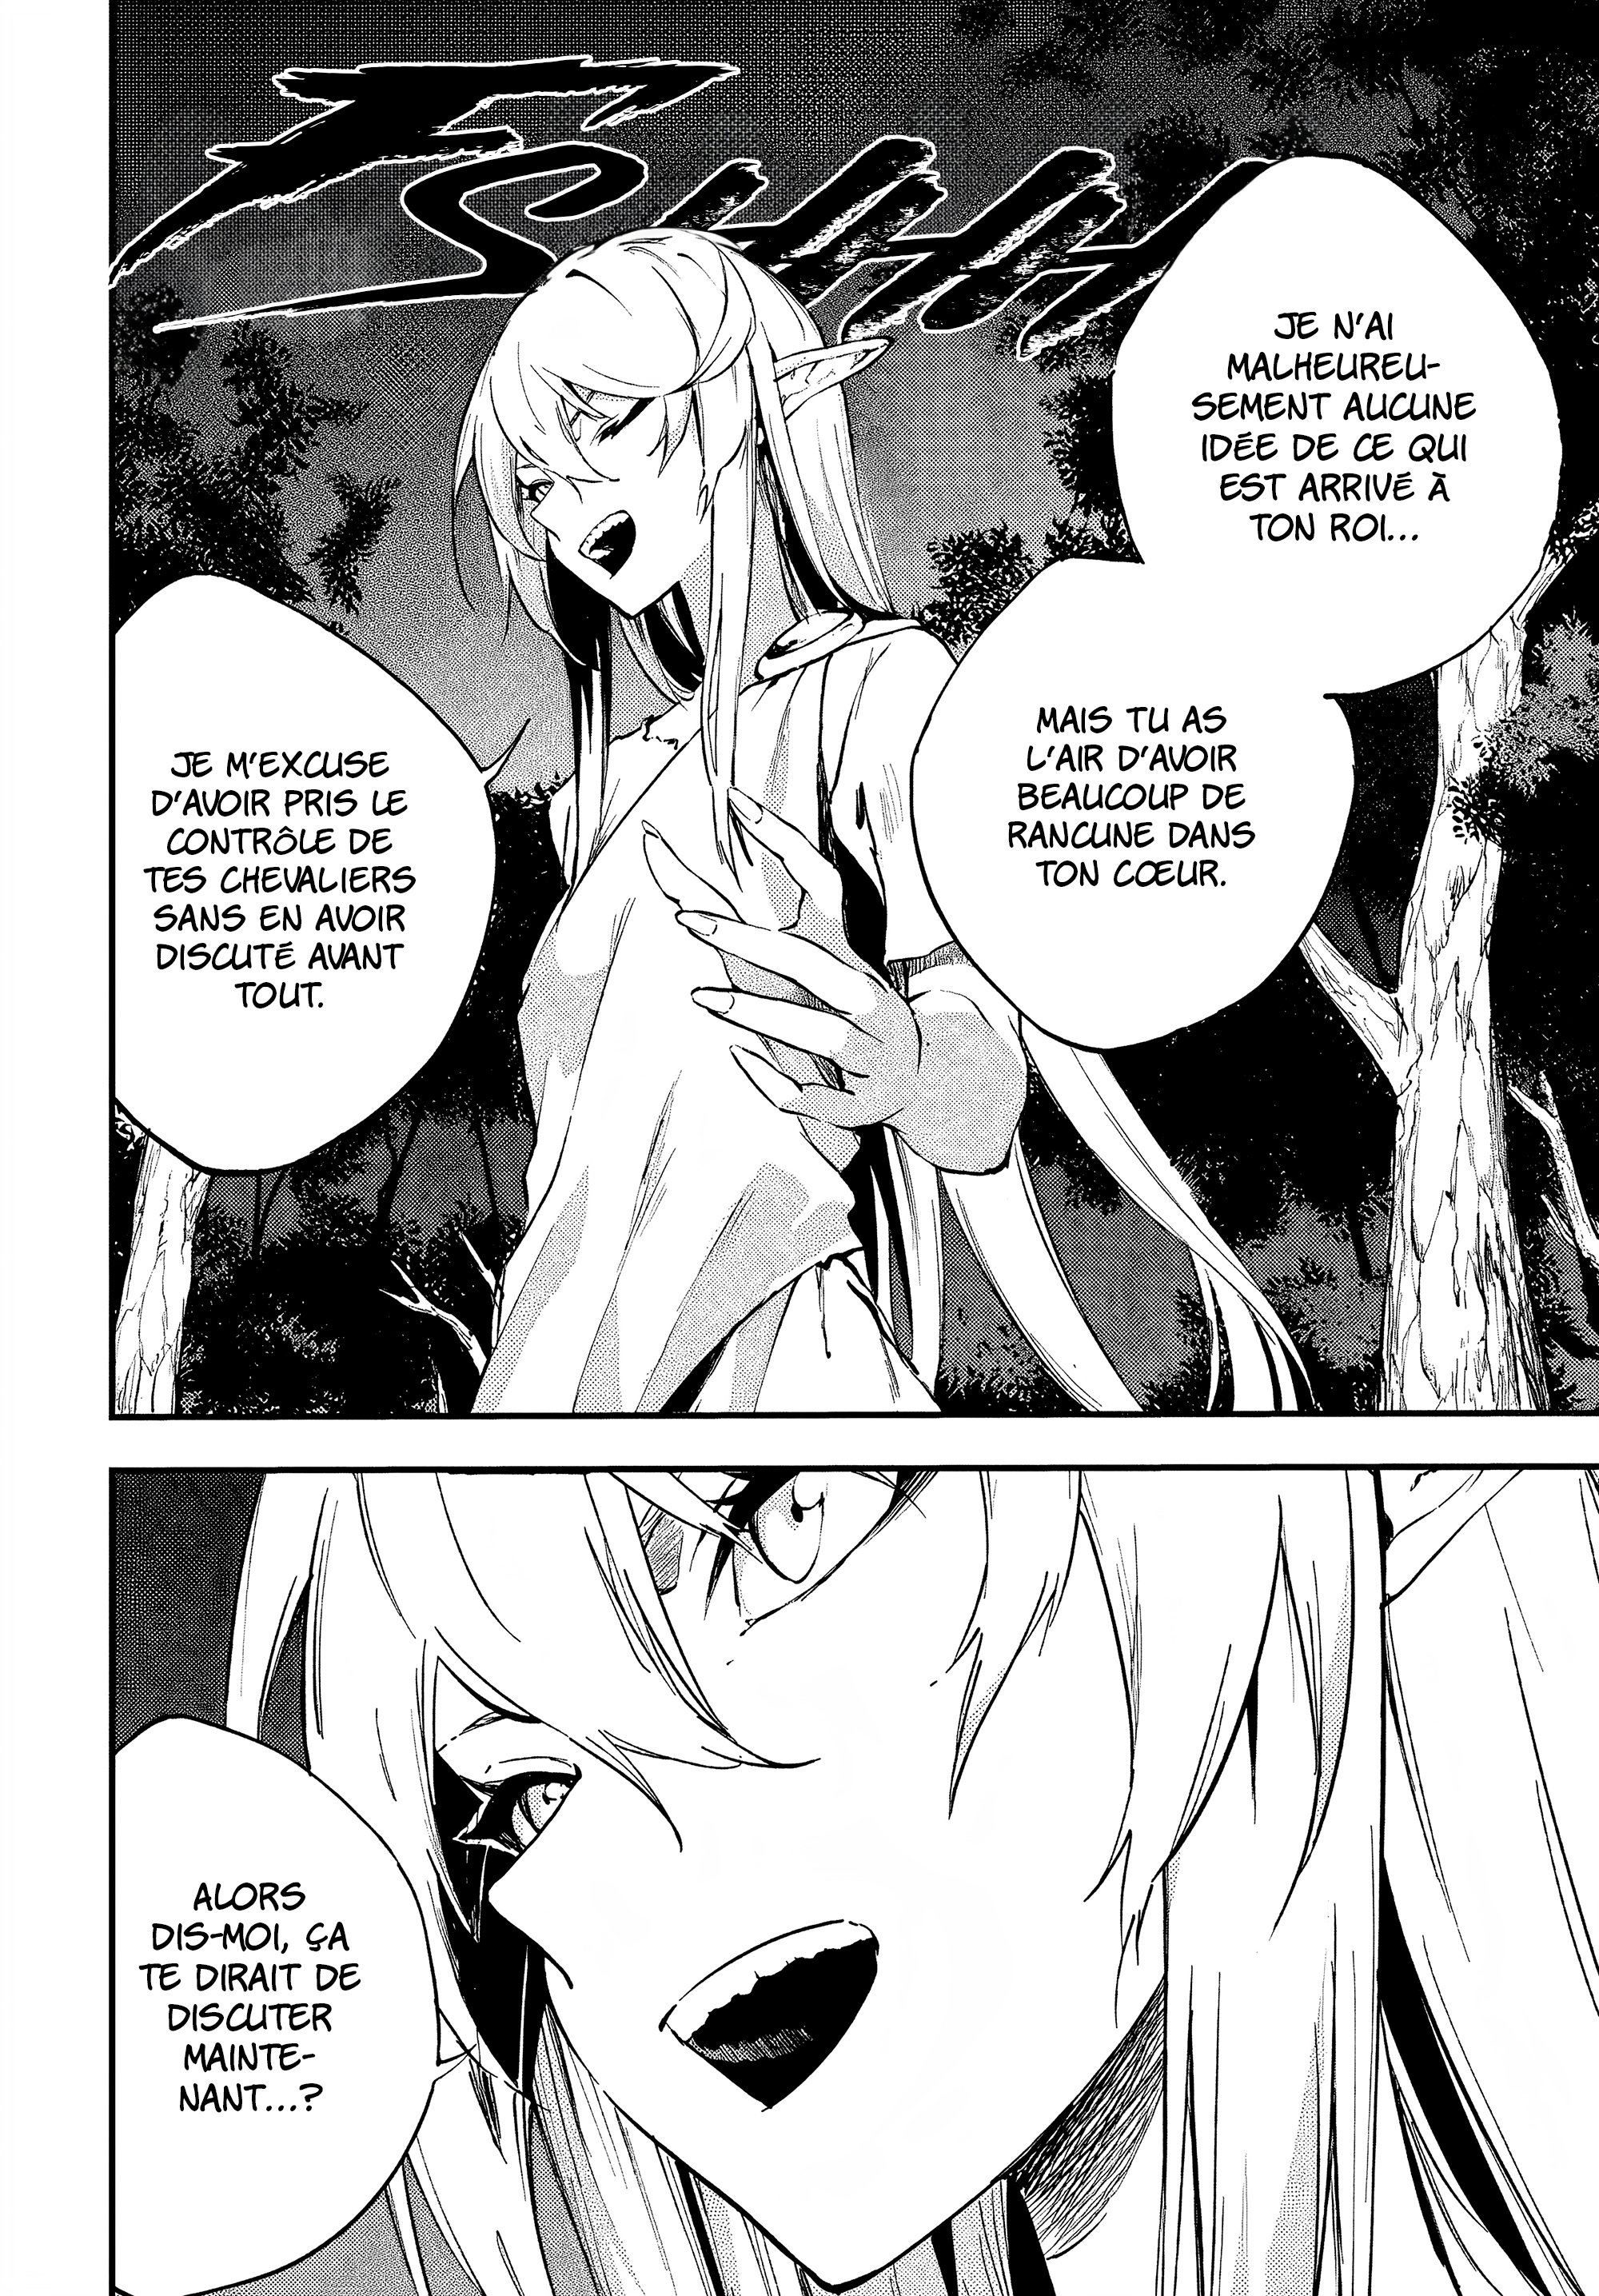 TSHHH
JE N'AI
MALHEUREU-
SEMENT AUCUNE
IDÉE DE CE QUI
EST ARRIVÉ À
TON ROI...
MAIS TU AS
L'AIR D'AVOIR
BEAUCOUP DE
RANCUNE DANS
TON CŒUR.
JE M'EXCUSE
D'AVOIR PRIS LE
CONTRÔLE DE
TES CHEVALIERS
SANS EN AVOIR
DISCUTÉ AVANT
TOUT.
ALORS
DIS-MOI, ÇA
TE DIRAIT DE
DISCUTER
MAINTE-
NANT...?